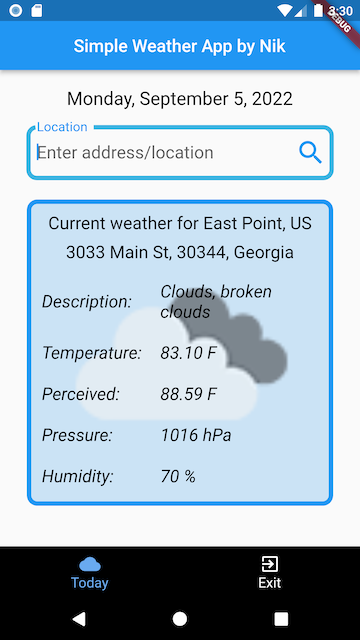 8:30
DEBUG
Simple Weather App by Nik
Monday, September 5, 2022
Location
Enter address/location
Current weather for East Point, US
3033 Main St, 30344, Georgia
Description: Clouds, broken
clouds
Temperature: 83.10 F
Perceived: 88.59 F
Pressure: 1016 hPa
Humidity: 70 %
Today Exit